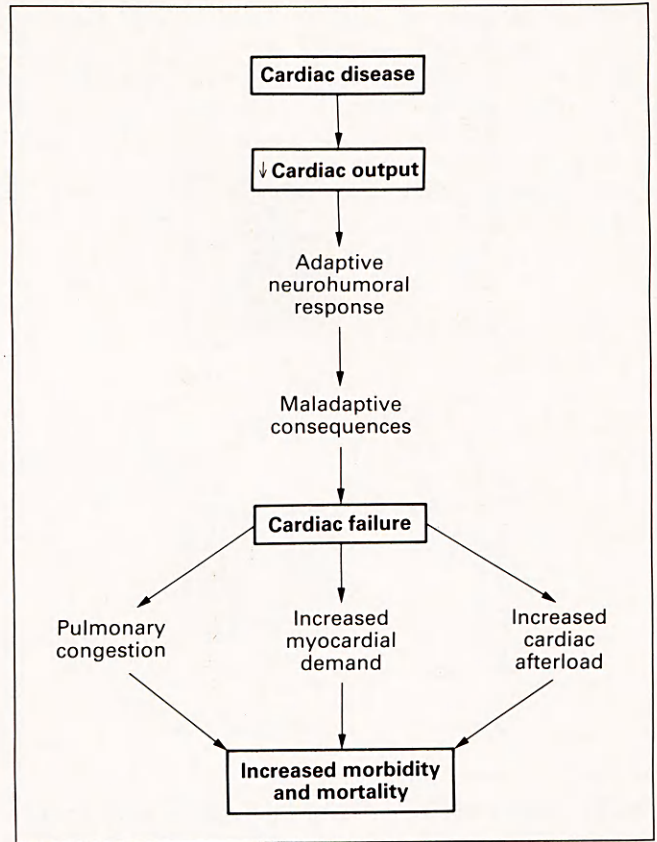 Cardiac disease
↓ Cardiac output
Adaptive
neurohumoral
response
Maladaptive
consequences
Cardiac failure
Pulmonary
congestion
Increased
myocardial
demand
Increased
cardiac
afterload
Increased morbidity
and mortality